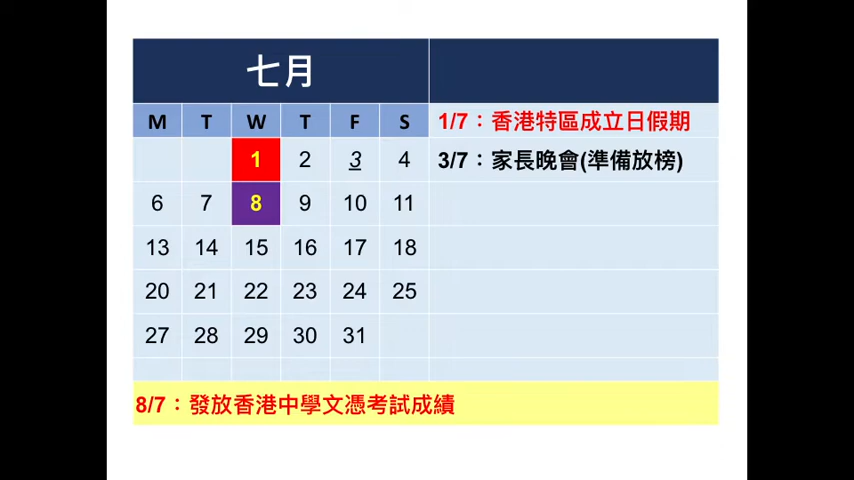 七月
M T W T F S
1/7：香港特區成立日假期
1 2 3 4
3/7：家長晚會(準備放榜)
6 7 8 9 10 11
13 14 15 16 17 18
20 21 22 23 24 25
27 28 29 30 31
8/7：發放香港中學文憑考試成績